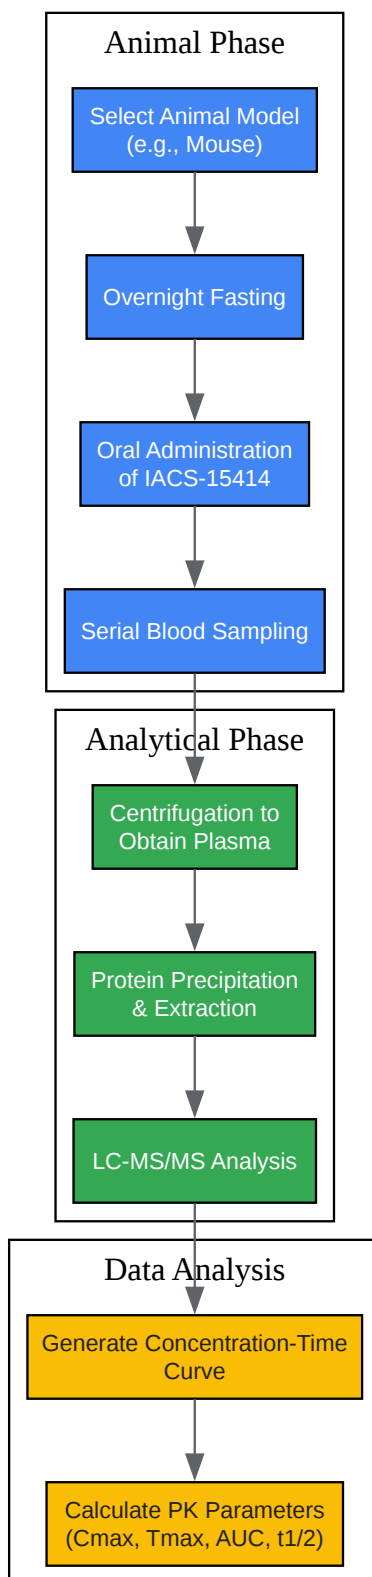 Animal Phase
Select Animal Model
(e.g., Mouse)
Overnight Fasting
Oral Administration
of IACS-15414
Serial Blood Sampling
Analytical Phase
Centrifugation to
Obtain Plasma
Protein Precipitation
& Extraction
LC-MS/MS Analysis
Data Analysis
Generate Concentration-Time
Curve
Calculate PK Parameters
(Cmax, Tmax, AUC, t1/2)